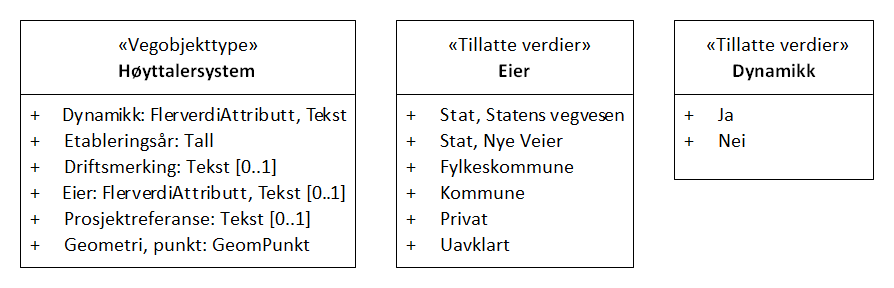 «Vegobjekttype»
Høyttalersystem
+ Dynamikk: FlerverdiAttributt, Tekst
+ Etableringsår: Tall
+ Driftsmerking: Tekst [0..1]
+ Eier: FlerverdiAttributt, Tekst [0..1]
+ Prosjektreferanse: Tekst [0..1]
+ Geometri, punkt: GeomPunkt
«Tillatte verdier»
Eier
+ Stat, Statens vegvesen
+ Stat, Nye Veier
+ Fylkeskommune
+ Kommune
+ Privat
+ Uavklart
«Tillatte verdier»
Dynamikk
+ Ja
+ Nei